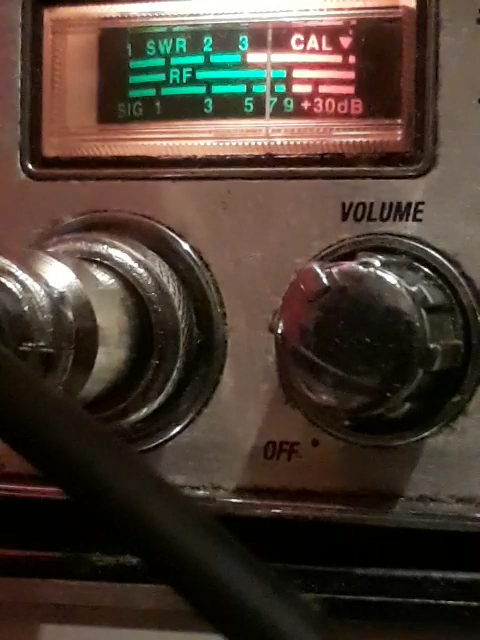 1 SWR 2 3 CAL
RF
SIG 1 3 5 7 9 +30dB
VOLUME
OFF